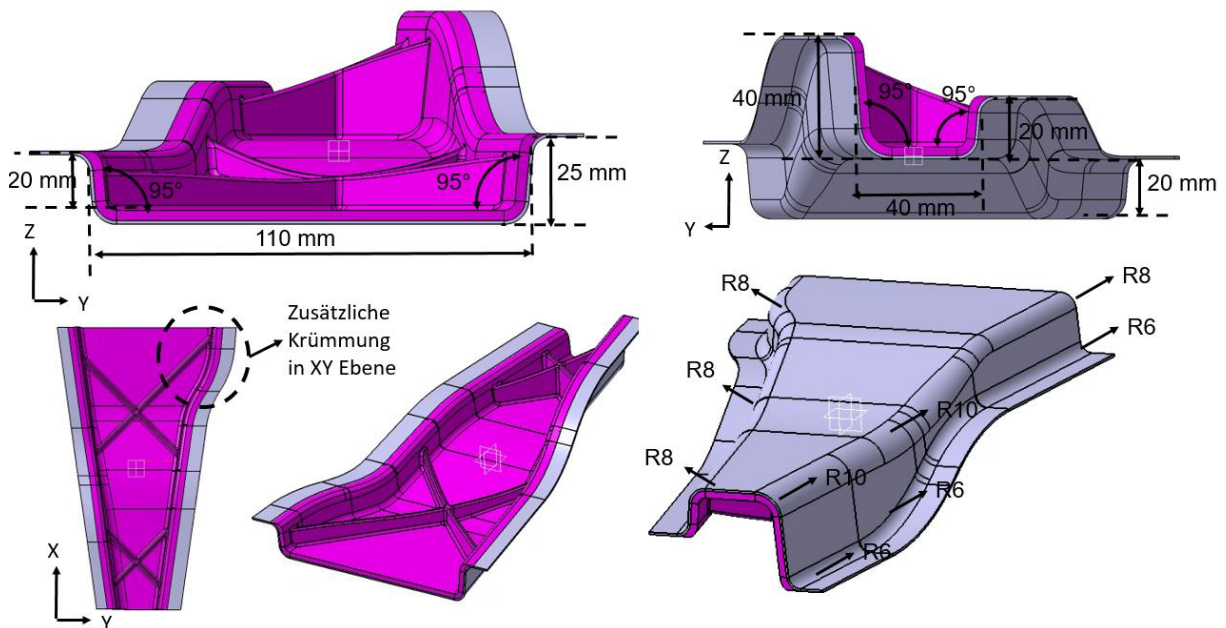 20 mm
95°
95°
25 mm
110 mm
Z
Y
40 mm
95°
95°
20 mm
20 mm
40 mm
Z
Y
Zusätzliche
Krümmung
in XY Ebene
X
Y
R8
R8
R6
R8
R10
R8
R10
R6
R6